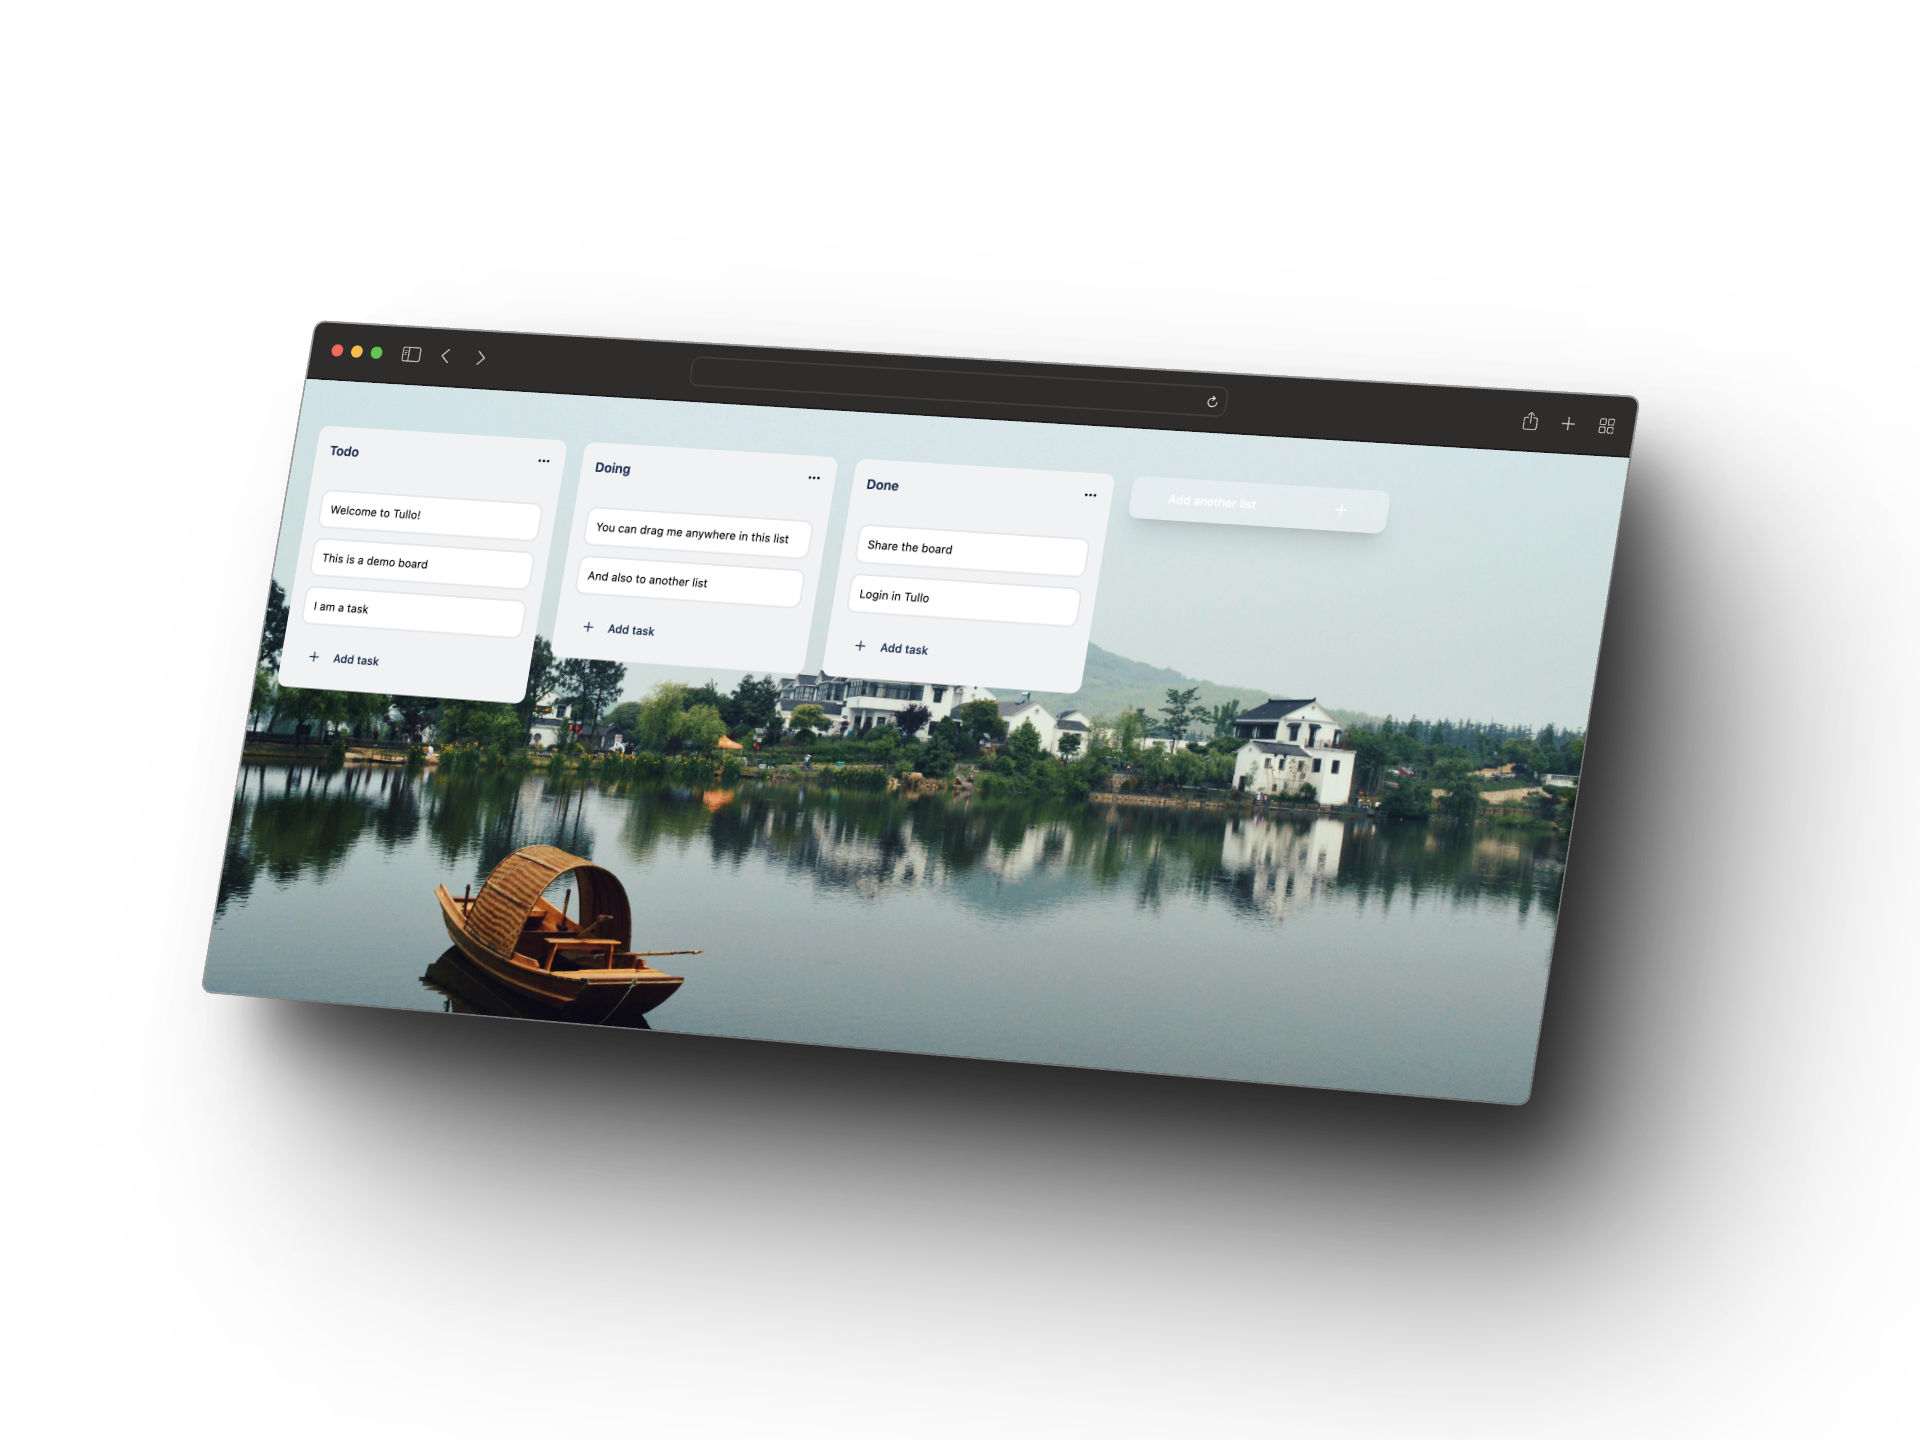 Todo
Welcome to Tullo!
This is a demo board
I am a task
+ Add task
Doing
You can drag me anywhere in this list
And also to another list
+ Add task
Done
Share the board
Login in Tullo
+ Add task
Add another list +